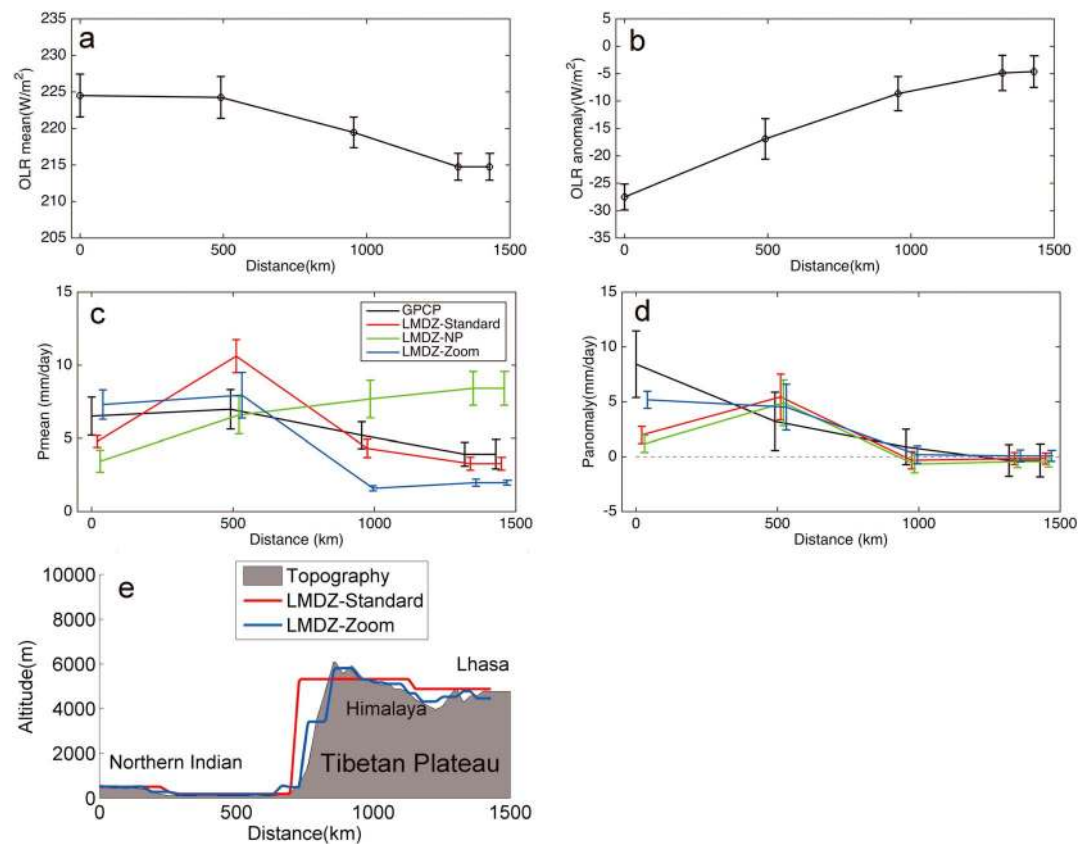 a
OLR mean(W/m²)
235
230
225
220
215
210
205
0
500
1000
1500
Distance(km)
b
OLR anomaly(W/m²)
5
0
-5
-10
-15
-20
-25
-30
-35
0
500
1000
1500
Distance(km)
c
Pmean (mm/day)
15
10
5
0
GPCP
LMDZ-Standard
LMDZ-NP
LMDZ-Zoom
0
500
1000
1500
Distance (km)
d
Panomaly(mm/day)
15
10
5
0
-5
0
500
1000
1500
Distance (km)
e
Altitude(m)
10000
8000
6000
4000
2000
0
Topography
LMDZ-Standard
LMDZ-Zoom
Lhasa
Himalaya
Northern Indian
Tibetan Plateau
0
500
1000
1500
Distance(km)